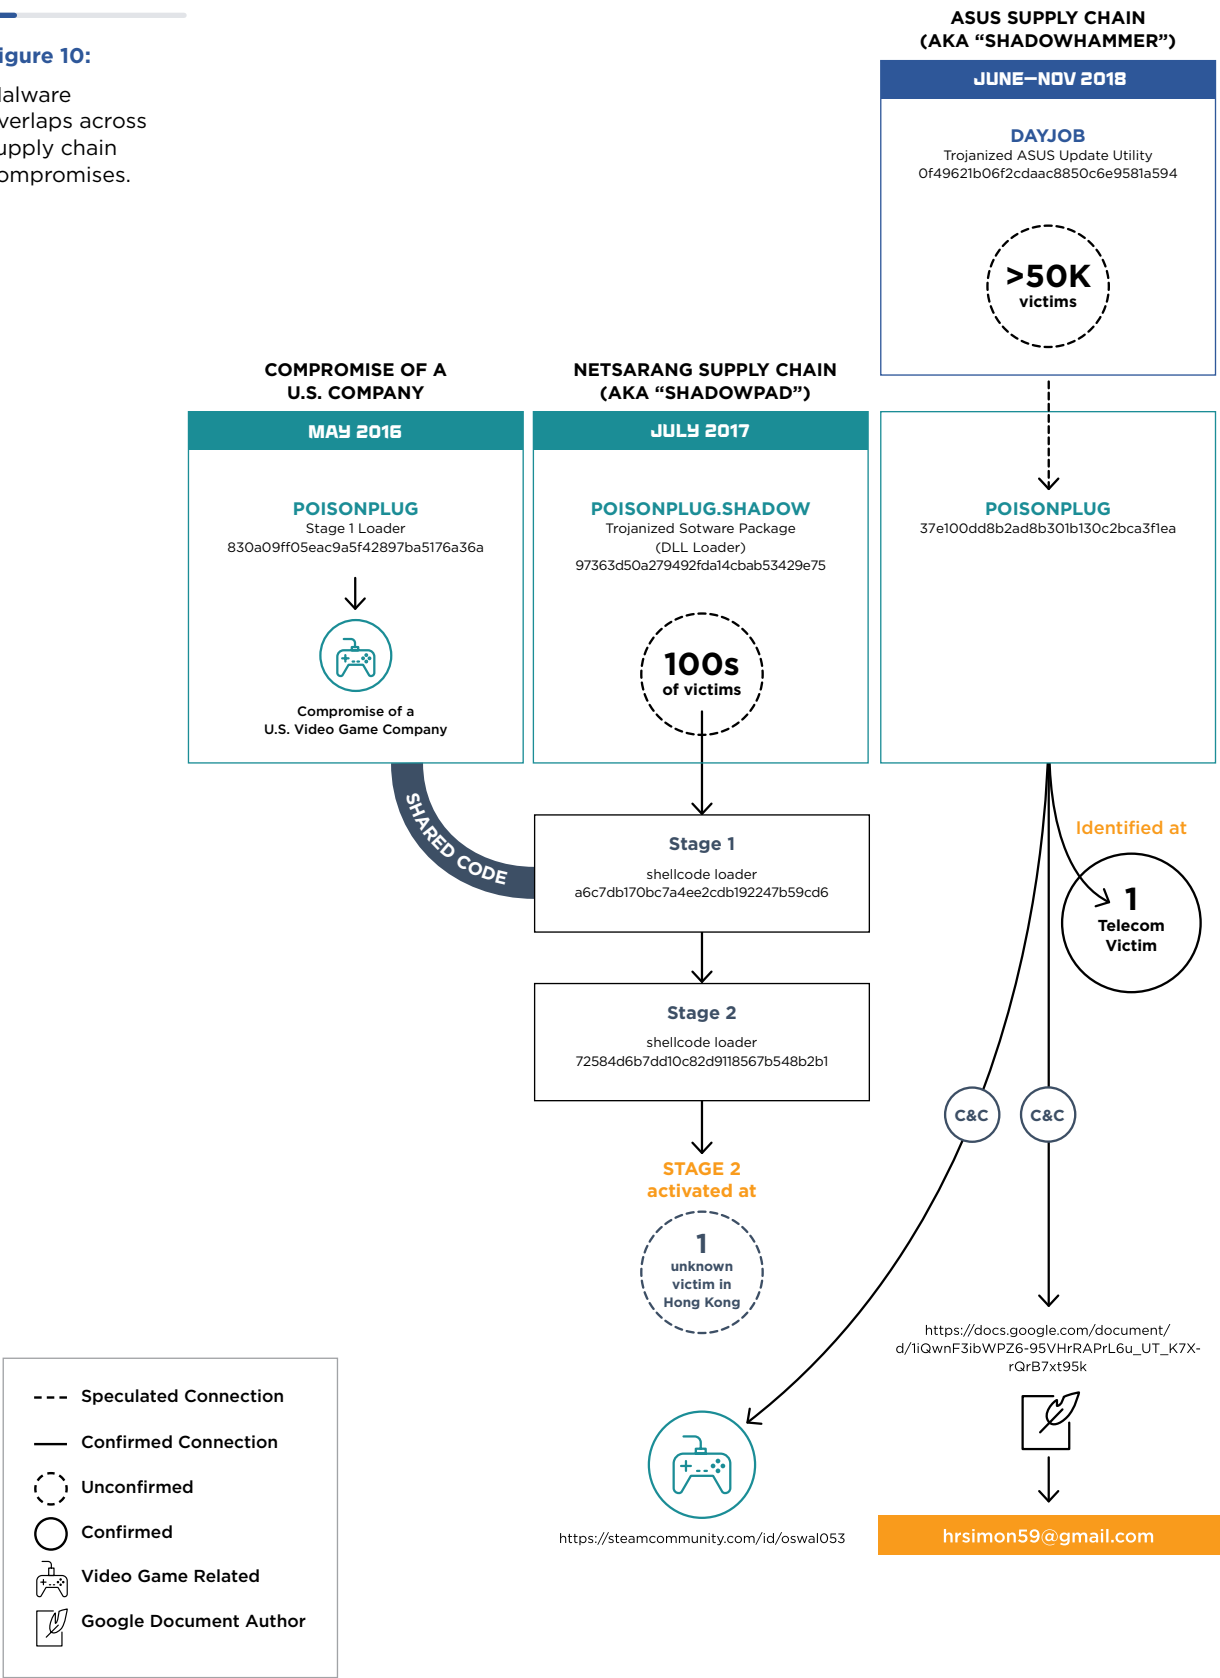 igure 10:
alware
verlaps across
upply chain
ompromises.
ASUS SUPPLY CHAIN
(AKA “SHADOWHAMMER”)
JUNE–NOV 2018
DAYJOB
Trojanized ASUS Update Utility
0f49621b06f2cdaac8850c6e9581a594
>50K
victims
COMPROMISE OF A
U.S. COMPANY
MAY 2016
POISONPLUG
Stage 1 Loader
830a09ff05eac9a5f42897ba5176a36a
Compromise of a
U.S. Video Game Company
NETSARANG SUPPLY CHAIN
(AKA “SHADOWPAD”)
JULY 2017
POISONPLUG.SHADOW
Trojanized Sotware Package
(DLL Loader)
97363d50a279492fda14cbab53429e75
100s
of victims
POISONPLUG
37e100dd8b2ad8b301b130c2bca3f1ea
SHARED CODE
Stage 1
shellcode loader
a6c7db170bc7a4ee2cdb192247b59cd6
Stage 2
shellcode loader
72584d6b7dd10c82d9118567b548b2b1
STAGE 2
activated at
1
unknown
victim in
Hong Kong
Identified at
1
Telecom
Victim
C&C
C&C
https://docs.google.com/document/
d/1iQwnF3ibWPZ6-95VHrRAPrL6u_UT_K7X-
rQrB7xt95k
https://steamcommunity.com/id/oswal053
hrsimon59@gmail.com
Speculated Connection
Confirmed Connection
Unconfirmed
Confirmed
Video Game Related
Google Document Author